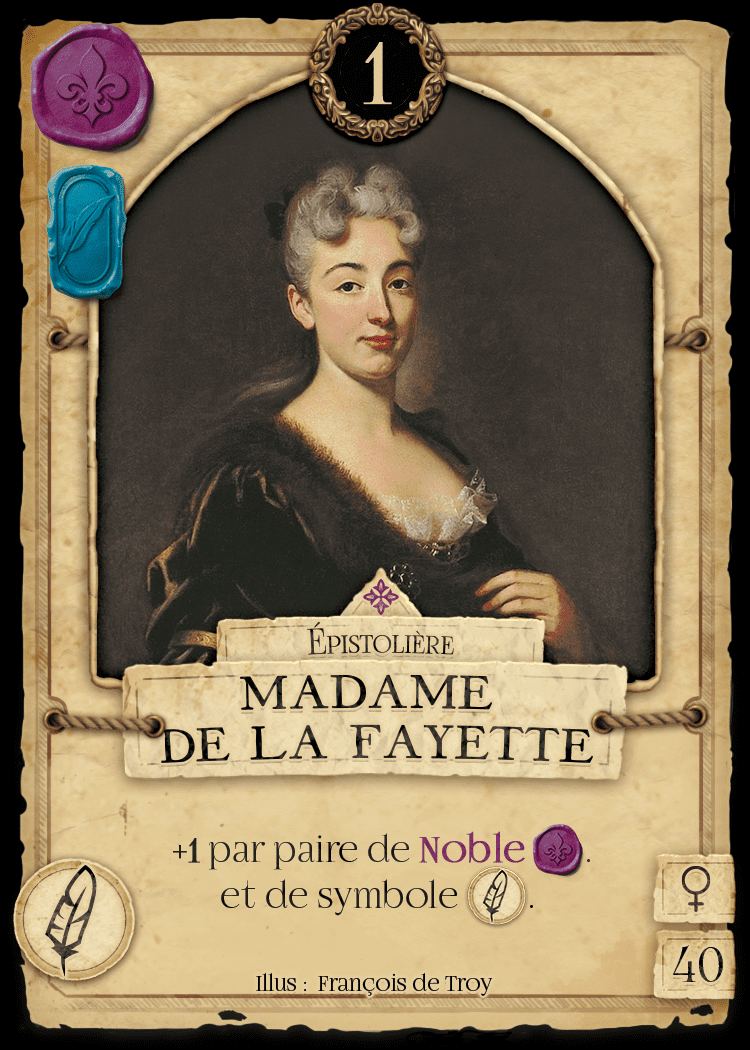 1
Épistolière
MADAME
DE LA FAYETTE
+1 par paire de Noble .
et de symbole .
♀
40
Illus : François de Troy